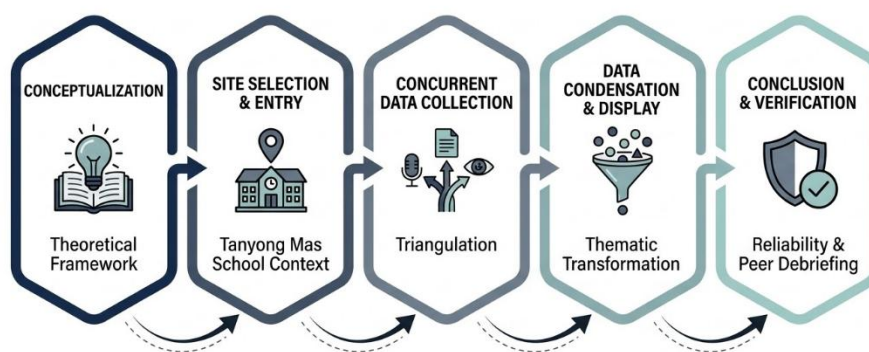 CONCEPTUALIZATION
Theoretical
Framework
SITE SELECTION
& ENTRY
Tanyong Mas
School Context
CONCURRENT
DATA COLLECTION
Triangulation
DATA
CONDENSATION
& DISPLAY
Thematic
Transformation
CONCLUSION
& VERIFICATION
Reliability &
Peer Debriefing